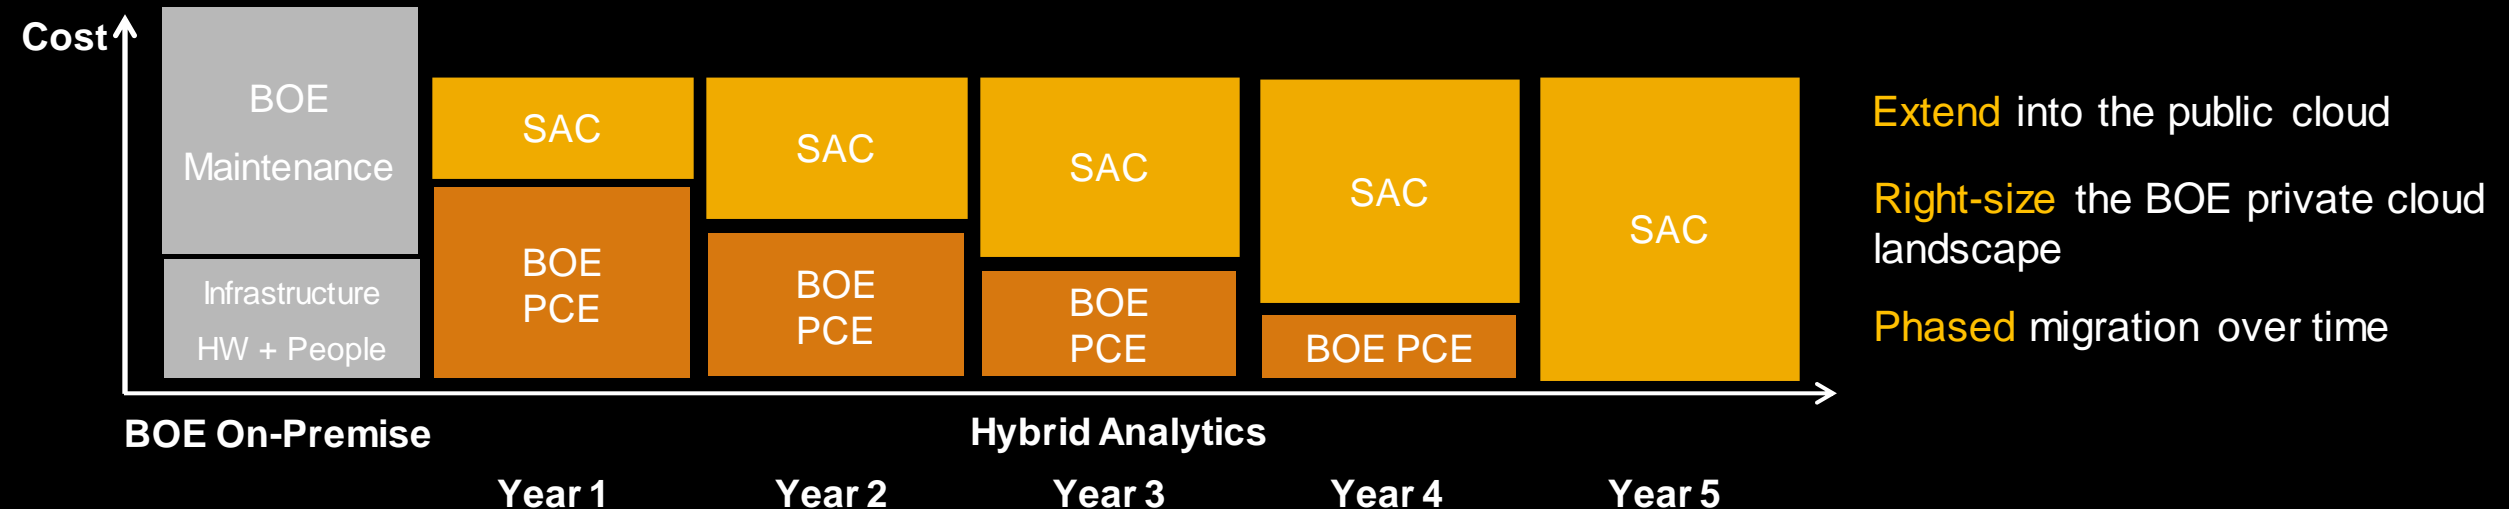 Cost
BOE
Maintenance
Infrastructure
HW + People
SAC
BOE
PCE
SAC
BOE
PCE
SAC
BOE
PCE
SAC
BOE PCE
SAC
BOE On-Premise
Hybrid Analytics
Year 1
Year 2
Year 3
Year 4
Year 5
Extend into the public cloud
Right-size the BOE private cloud
landscape
Phased migration over time